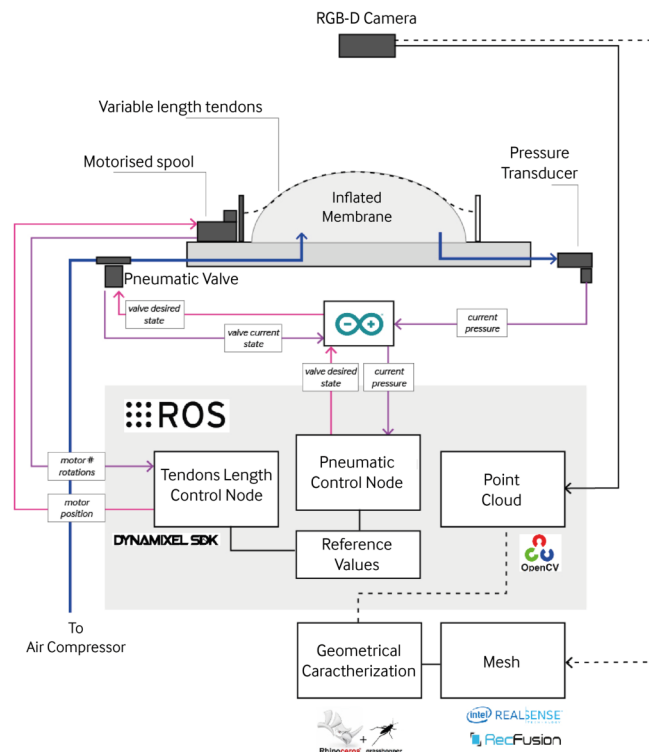 RGB-D Camera
Variable length tendons
Motorised spool
Pressure
Transducer
Inflated
Membrane
Pneumatic Valve
valve desired
state
valve current
state
current
pressure
valve desired
state
current
pressure
ROS
motor #
rotations
motor
position
Tendons Length
Control Node
Pneumatic
Control Node
Point
Cloud
DYNAMIXEL SDK
Reference
Values
OpenCV
To
Air Compressor
Geometrical
Caractherization
Mesh
intel REALSENSE
RecFusion
Rhinoceros + grasshopper